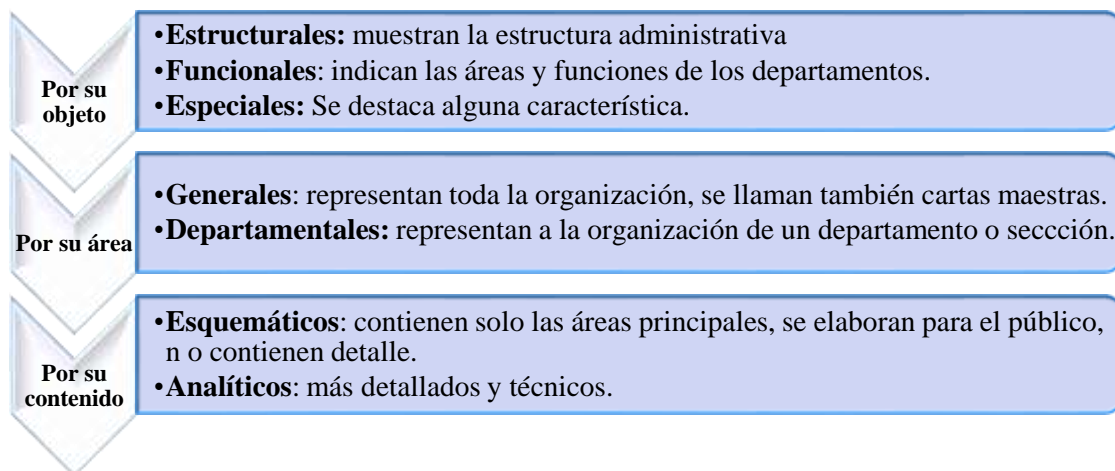 Por su
objeto
•Estructurales: muestran la estructura administrativa
•Funcionales: indican las áreas y funciones de los departamentos.
•Especiales: Se destaca alguna característica.
Por su área
•Generales: representan toda la organización, se llaman también cartas maestras.
•Departamentales: representan a la organización de un departamento o seccción.
Por su
contenido
•Esquemáticos: contienen solo las áreas principales, se elaboran para el público,
n o contienen detalle.
•Analíticos: más detallados y técnicos.